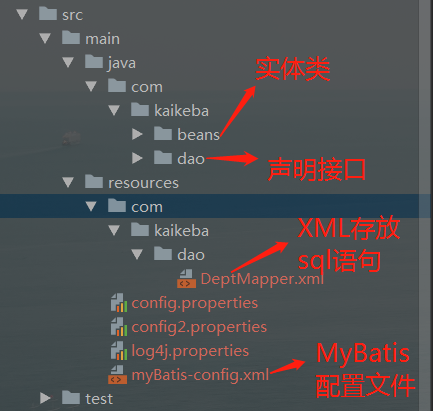 src
main
java
com
实体类
kaikeba
beans
dao
声明接口
resources
com
kaikeba
XML存放
sql语句
dao
DeptMapper.xml
config.properties
config2.properties
log4j.properties
MyBatis
配置文件
myBatis-config.xml
test